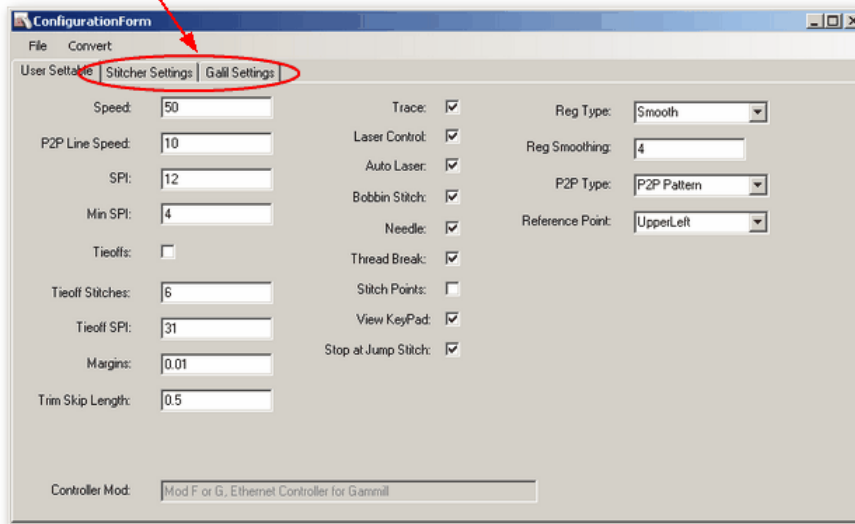 ConfigurationForm
File Convert
User Settable Stitcher Settings Galil Settings
Speed: 50 Trace: Reg Type: Smooth
P2P Line Speed: 10 Laser Control: Reg Smoothing: 4
SPI: 12 Auto Laser: P2P Type: P2P Pattern
Min SPI: 4 Bobbin Stitch: Reference Point: UpperLeft
Needle:
Tieoffs: Thread Break:
Tieoff Stitches: 6 Stitch Points:
Tieoff SPI: 31 View KeyPad:
Margins: 0.01 Stop at Jump Stitch:
Trim Skip Length: 0.5
Controller Mod: Mod F or G, Ethernet Controller for Gammill